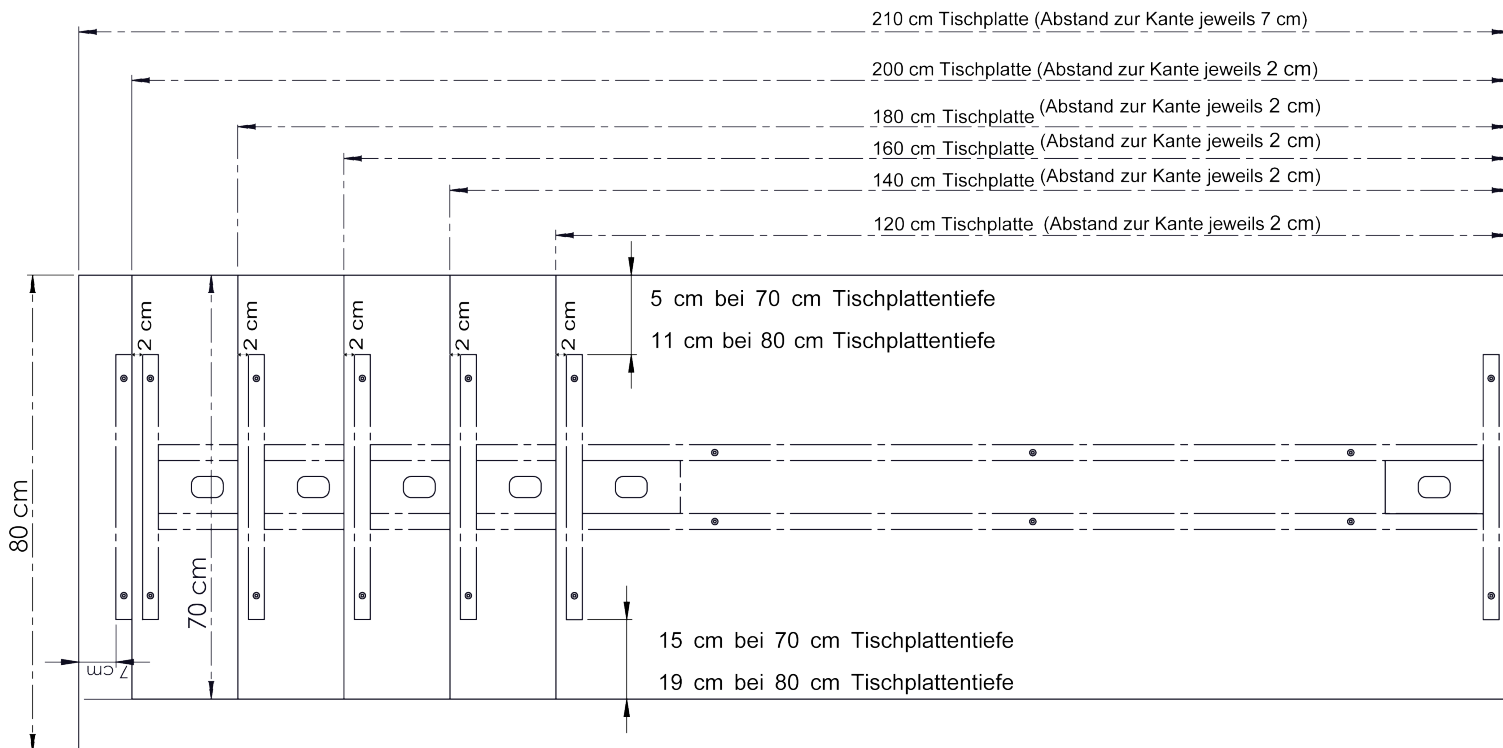 210 cm Tischplatte (Abstand zur Kante jeweils 7 cm)
200 cm Tischplatte (Abstand zur Kante jeweils 2 cm)
180 cm Tischplatte (Abstand zur Kante jeweils 2 cm)
160 cm Tischplatte (Abstand zur Kante jeweils 2 cm)
140 cm Tischplatte (Abstand zur Kante jeweils 2 cm)
120 cm Tischplatte (Abstand zur Kante jeweils 2 cm)
2 cm
2 cm
2 cm
2 cm
2 cm
5 cm bei 70 cm Tischplattentiefe
11 cm bei 80 cm Tischplattentiefe
80 cm
70 cm
7 cm
15 cm bei 70 cm Tischplattentiefe
19 cm bei 80 cm Tischplattentiefe